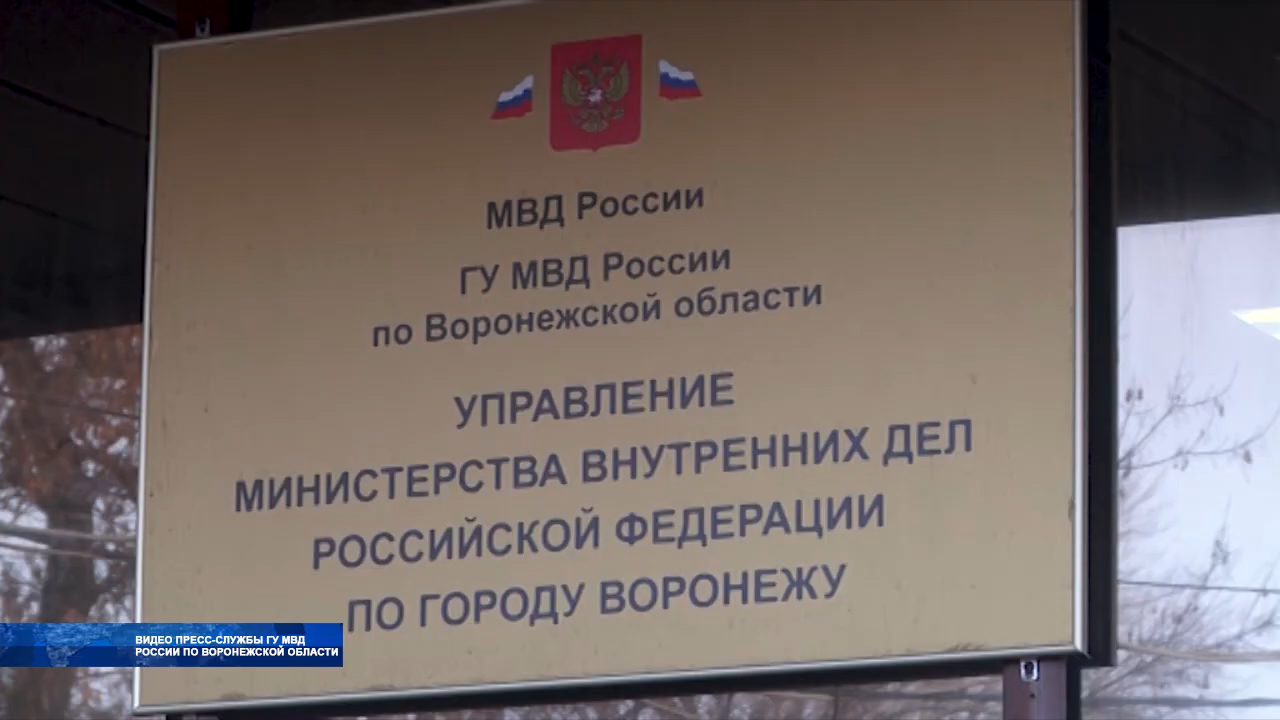 МВД России
ГУ МВД России
по Воронежской области
УПРАВЛЕНИЕ
МИНИСТЕРСТВА ВНУТРЕННИХ ДЕЛ
РОССИЙСКОЙ ФЕДЕРАЦИИ
ПО ГОРОДУ ВОРОНЕЖУ
ВИДЕО ПРЕСС-СЛУЖБЫ ГУ МВД
РОССИИ ПО ВОРОНЕЖСКОЙ ОБЛАСТИ